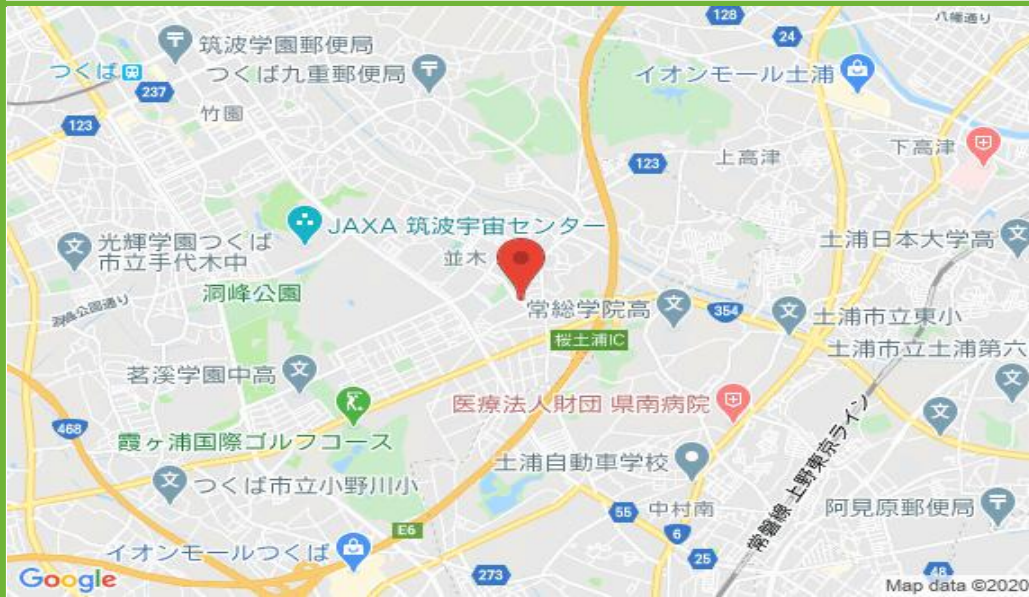 128
八幡通り
筑波学園郵便局
24
つくば
つくば九重郵便局
イオンモール土浦
237
竹園
123
下高津
123
上高津
JAXA 筑波宇宙センター
光輝学園つくば
市立手代木中
並木
土浦日本大学高
洞峰公園
洞峰公園通り
常総学院高
354
土浦市立東小
桜土浦IC
土浦市立土浦第六
茗溪学園中高
医療法人財団 県南病院
468
霞ヶ浦国際ゴルフコース
常磐線 上野東京ライン
土浦自動車学校
つくば市立小野川小
55
中村南
阿見原郵便局
E6
6
イオンモールつくば
25
273
48
Google
Map data ©2020